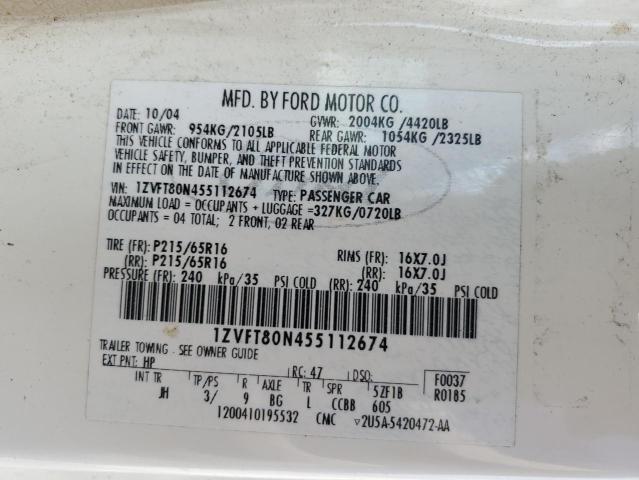 MFD. BY FORD MOTOR CO.
DATE: 10/04 GVWR: 2004KG /4420LB
FRONT GAWR: 954KG/2105LB REAR GAWR: 1054KG /2325LB
THIS VEHICLE CONFORMS TO ALL APPLICABLE FEDERAL MOTOR
VEHICLE SAFETY, BUMPER, AND THEFT PREVENTION STANDARDS
IN EFFECT ON THE DATE OF MANUFACTURE SHOWN ABOVE.
VIN: 1ZVFT80N455112674 TYPE: PASSENGER CAR
MAXIMUM LOAD = OCCUPANTS + LUGGAGE =327KG/0720LB
OCCUPANTS = 04 TOTAL; 2 FRONT, 02 REAR
TIRE (FR): P215/65R16 RIMS (FR): 16X7.0J
(RR): P215/65R16 (RR): 16X7.0J
PRESSURE (FR): 240 kPa/35 PSI COLD (RR): 240 kPa/35 PSI COLD
1ZVFT80N455112674
TRAILER TOWING - SEE OWNER GUIDE
EXT PNT: HP RC: 47 DSO: F0037
INT TR TP/PS R AXLE TR SPR 5ZF1B R0185
JH 3/ 9 BG L CCBB 605
1200410195532 CMC ▽2U5A-5420472-AA